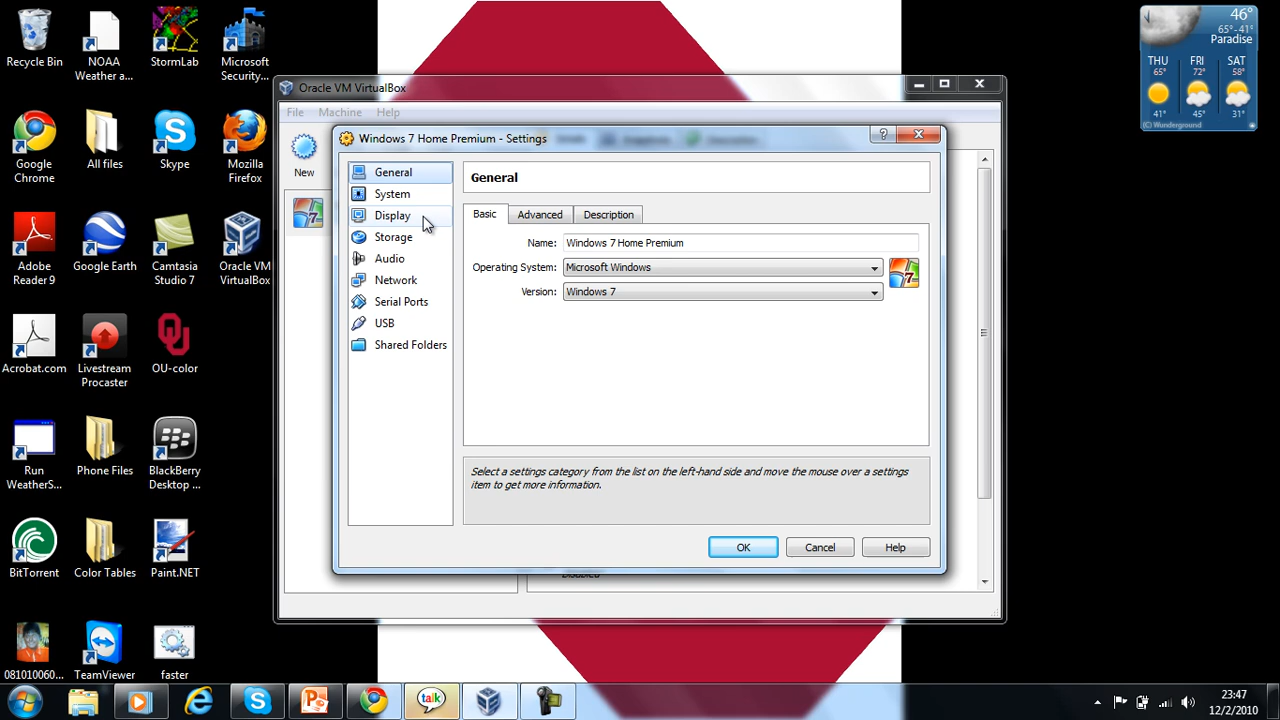 Recycle Bin
NOAA
Weather a...
StormLab
Microsoft
Security...
Google
Chrome
All files
Skype
Mozilla
Firefox
Adobe
Reader 9
Google Earth
Camtasia
Studio 7
Oracle VM
VirtualBox
Acrobat.com
Livestream
Procaster
OU-color
Run
WeatherS...
Phone Files
BlackBerry
Desktop ...
BitTorrent
Color Tables
Paint.NET
081010060...
TeamViewer
faster
Oracle VM VirtualBox
File Machine Help
New
Windows 7 Home Premium - Settings
General
System
Display
Storage
Audio
Network
Serial Ports
USB
Shared Folders
General
Basic Advanced Description
Name: Windows 7 Home Premium
Operating System: Microsoft Windows
Version: Windows 7
Select a settings category from the list on the left-hand side and move the mouse over a settings
item to get more information.
OK Cancel Help
Disabled
46°
65°- 41°
Paradise
THU FRI SAT
65° 72° 58°
41° 45° 31°
Wunderground
talk
23:47
12/2/2010